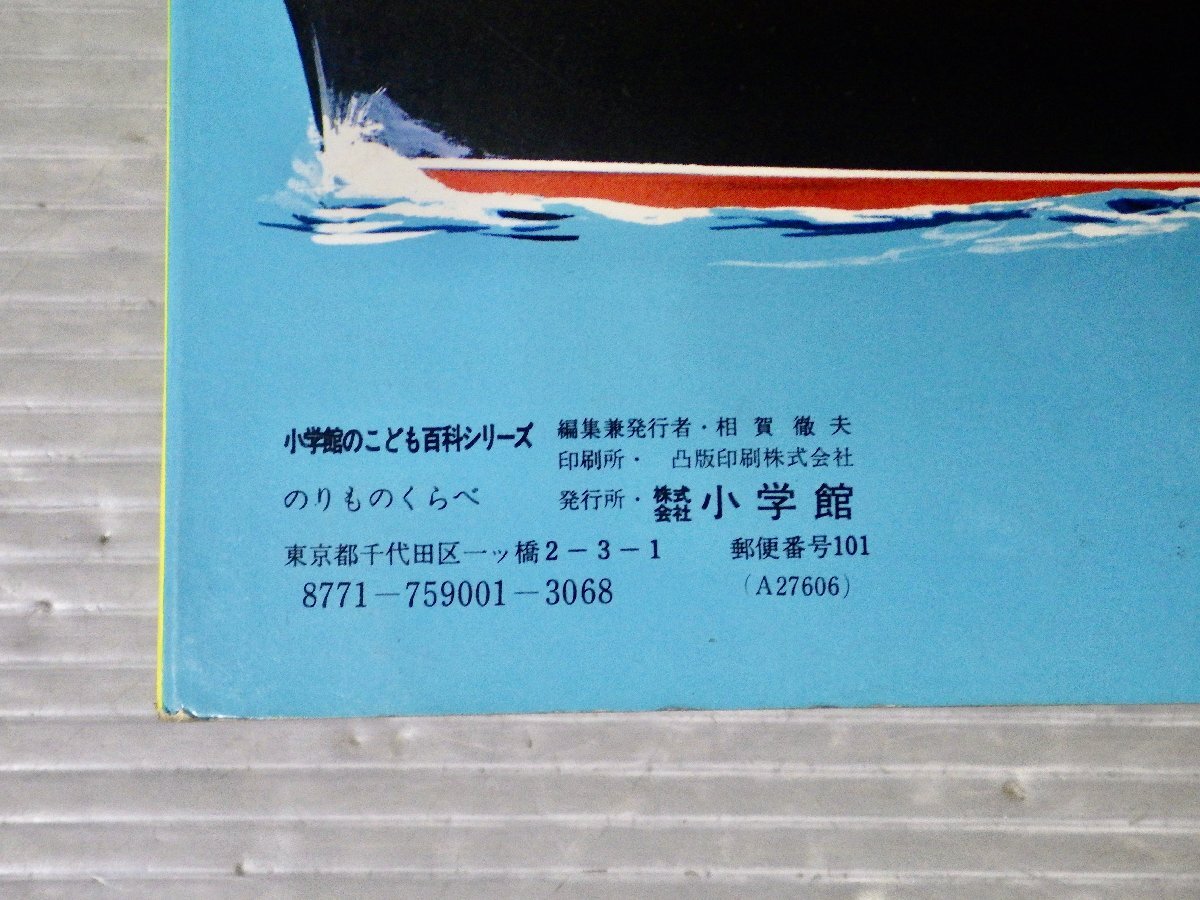 小学館のこども百科シリーズ
のりものくらべ
編集兼発行者・相賀徹夫
印刷所・ 凸版印刷株式会社
発行所・株式会社 小学館
東京都千代田区一ッ橋2-3-1 郵便番号101
8771-759001-3068 (A27606)